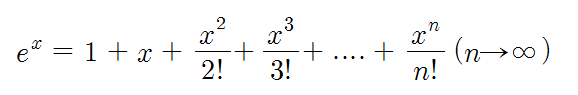 e^x = 1 + x + x^2/2! + x^3/3! + .... + x^n/n! (n→∞)